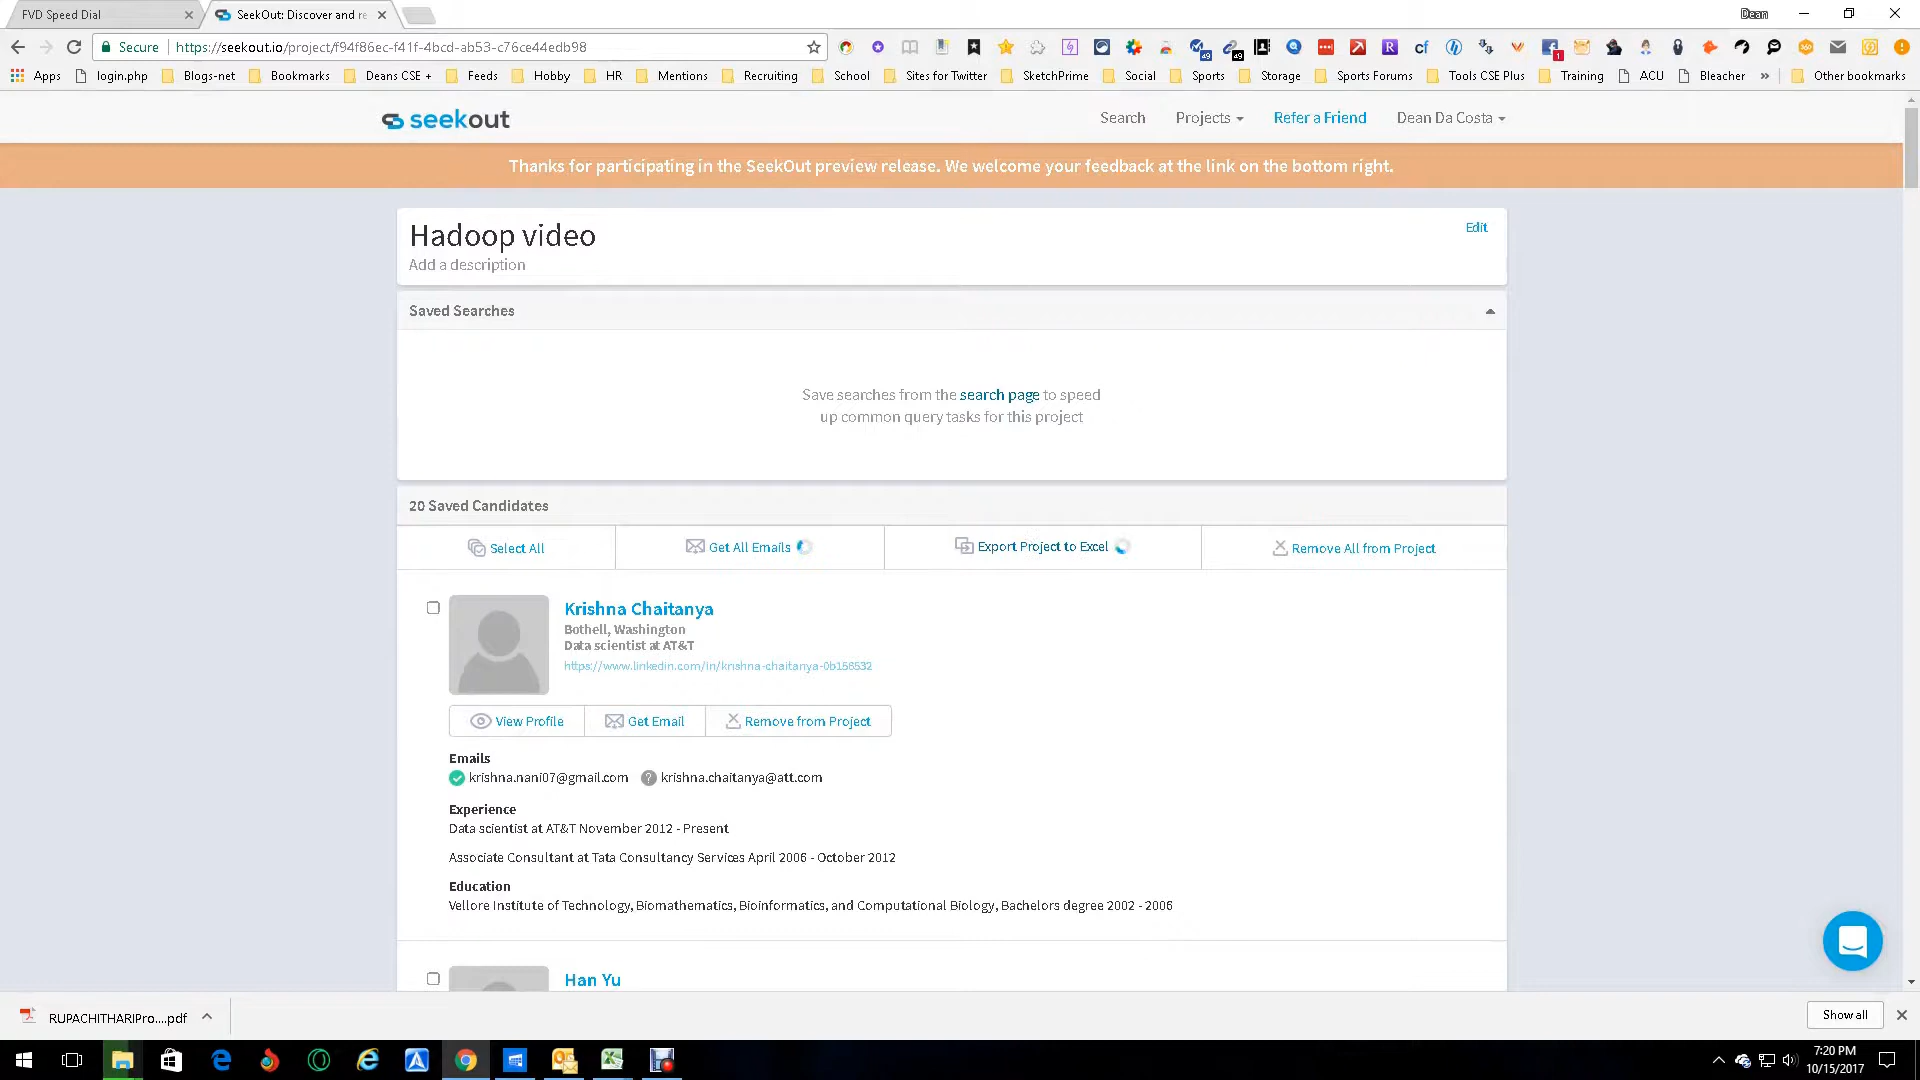 FVD Speed Dial
SeekOut: Discover and re
Dean
Secure
https://seekout.io/project/f94f86ec-f41f-4bcd-ab53-c76ce44edb98
Apps
login.php
Blogs-net
Bookmarks
Deans CSE +
Feeds
Hobby
HR
Mentions
Recruiting
School
Sites for Twitter
SketchPrime
Social
Sports
Storage
Sports Forums
Tools CSE Plus
Training
ACU
Bleacher
»
Other bookmarks
seekout
Search
Projects
Refer a Friend
Dean Da Costa
Thanks for participating in the SeekOut preview release. We welcome your feedback at the link on the bottom right.
Hadoop video
Edit
Add a description
Saved Searches
Save searches from the search page to speed
up common query tasks for this project
20 Saved Candidates
Select All
Get All Emails
Export Project to Excel
Remove All from Project
Krishna Chaitanya
Bothell, Washington
Data scientist at AT&T
https://www.linkedin.com/in/krishna-chaitanya-0b156532
View Profile
Get Email
Remove from Project
Emails
krishna.nani07@gmail.com
krishna.chaitanya@att.com
Experience
Data scientist at AT&T November 2012 - Present
Associate Consultant at Tata Consultancy Services April 2006 - October 2012
Education
Vellore Institute of Technology, Biomathematics, Bioinformatics, and Computational Biology, Bachelors degree 2002 - 2006
Han Yu
RUPACHITHARIPro....pdf
Show all
7:20 PM
10/15/2017